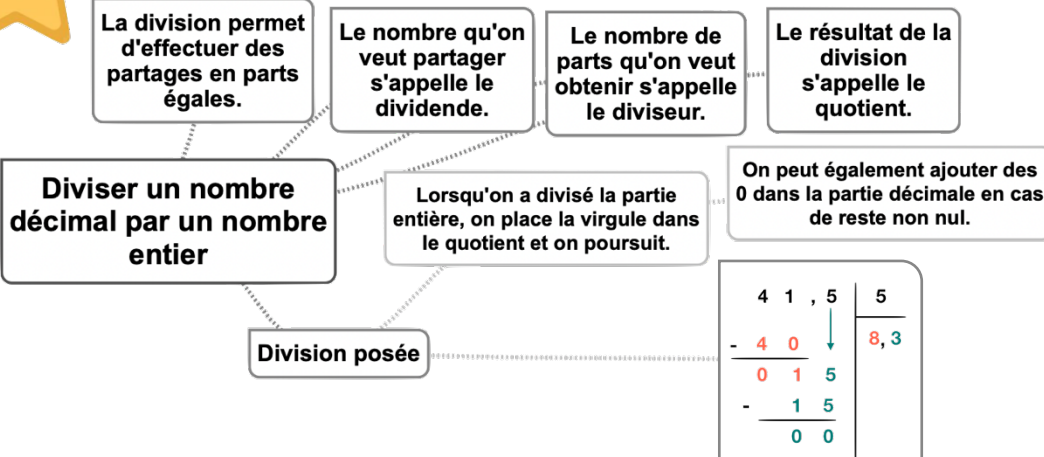 La division permet
d'effectuer des
partages en parts
égales.
Le nombre qu'on
veut partager
s'appelle le
dividende.
Le nombre de
parts qu'on veut
obtenir s'appelle
le diviseur.
Le résultat de la
division
s'appelle le
quotient.
Diviser un nombre
décimal par un nombre
entier
Lorsqu'on a divisé la partie
entière, on place la virgule dans
le quotient et on poursuit.
On peut également ajouter des
0 dans la partie décimale en cas
de reste non nul.
Division posée
4 1 , 5 5
- 4 0 8, 3
0 1 5
- 1 5
0 0